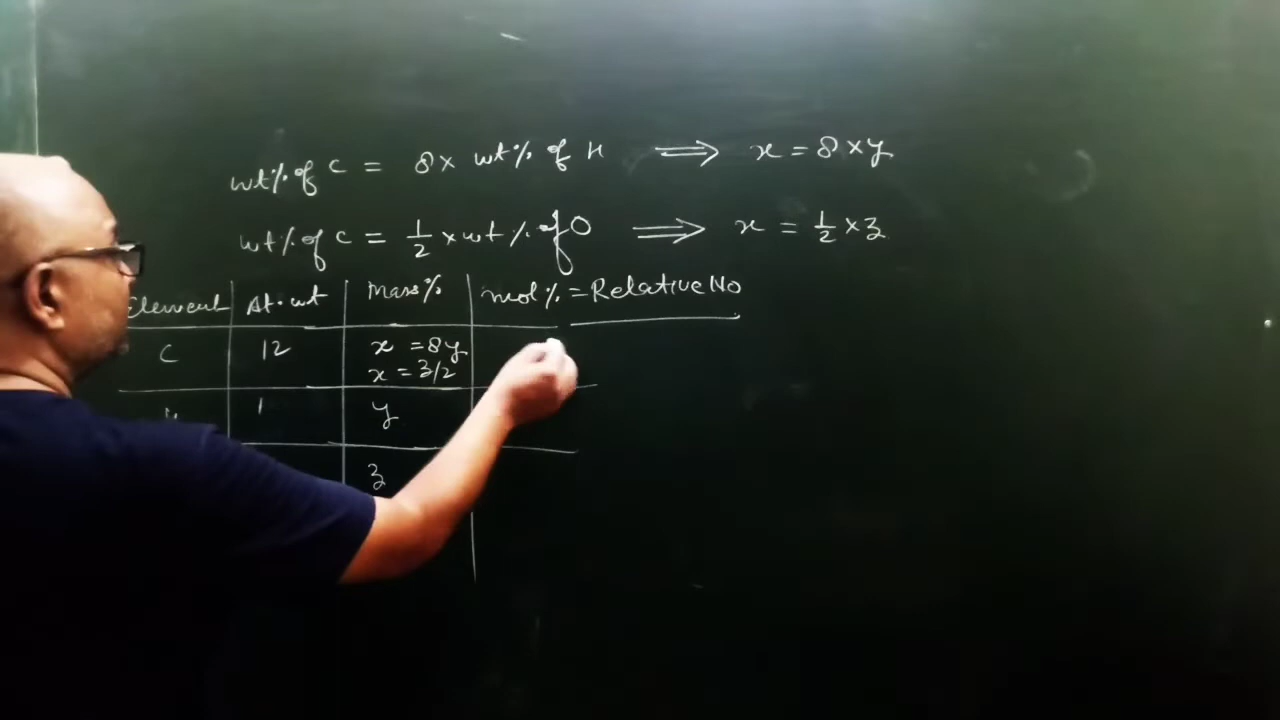 wt% of C = 8 x wt% of H ⟹ x = 8 x y
wt% of C = 1/2 x wt % of O ⟹ x = 1/2 x z
Element At. wt Mass% mol % = Relative No
C 12 x = 8y
x = z/2
H 1 y
z